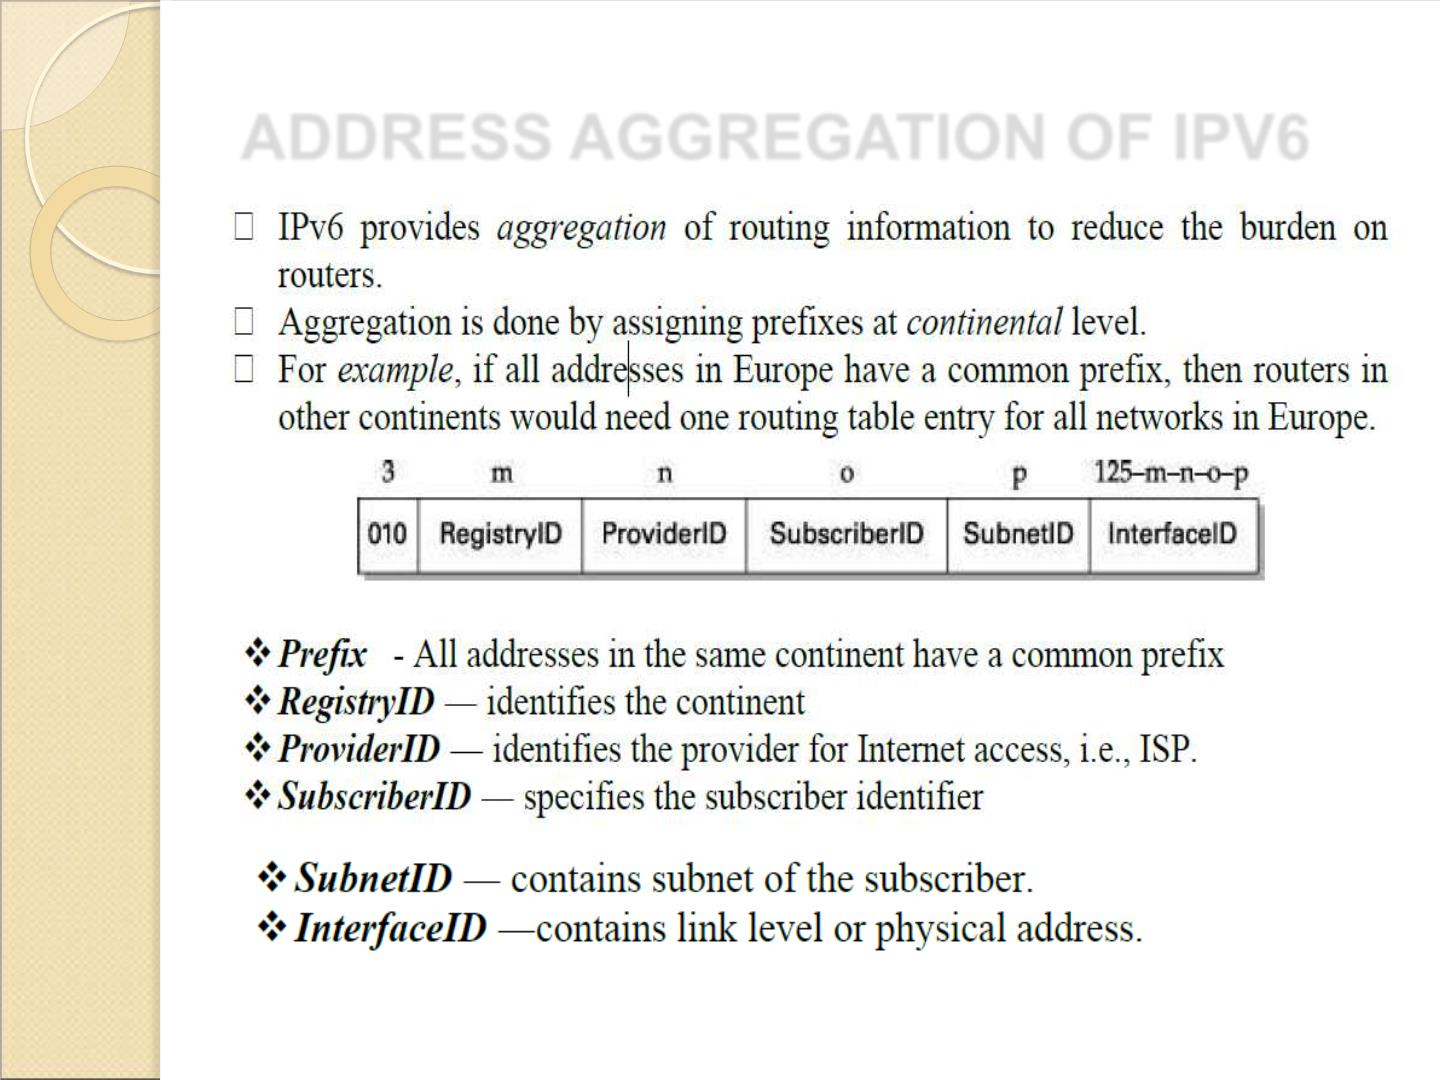 ADDRESS AGGREGATION OF IPV6
IPv6 provides aggregation of routing information to reduce the burden on
routers.
Aggregation is done by assigning prefixes at continental level.
For example, if all addresses in Europe have a common prefix, then routers in
other continents would need one routing table entry for all networks in Europe.
3 m n o p 125–m–n–o–p
010 RegistryID ProviderID SubscriberID SubnetID InterfaceID
❖ Prefix - All addresses in the same continent have a common prefix
❖ RegistryID — identifies the continent
❖ ProviderID — identifies the provider for Internet access, i.e., ISP.
❖ SubscriberID — specifies the subscriber identifier
❖ SubnetID — contains subnet of the subscriber.
❖ InterfaceID —contains link level or physical address.